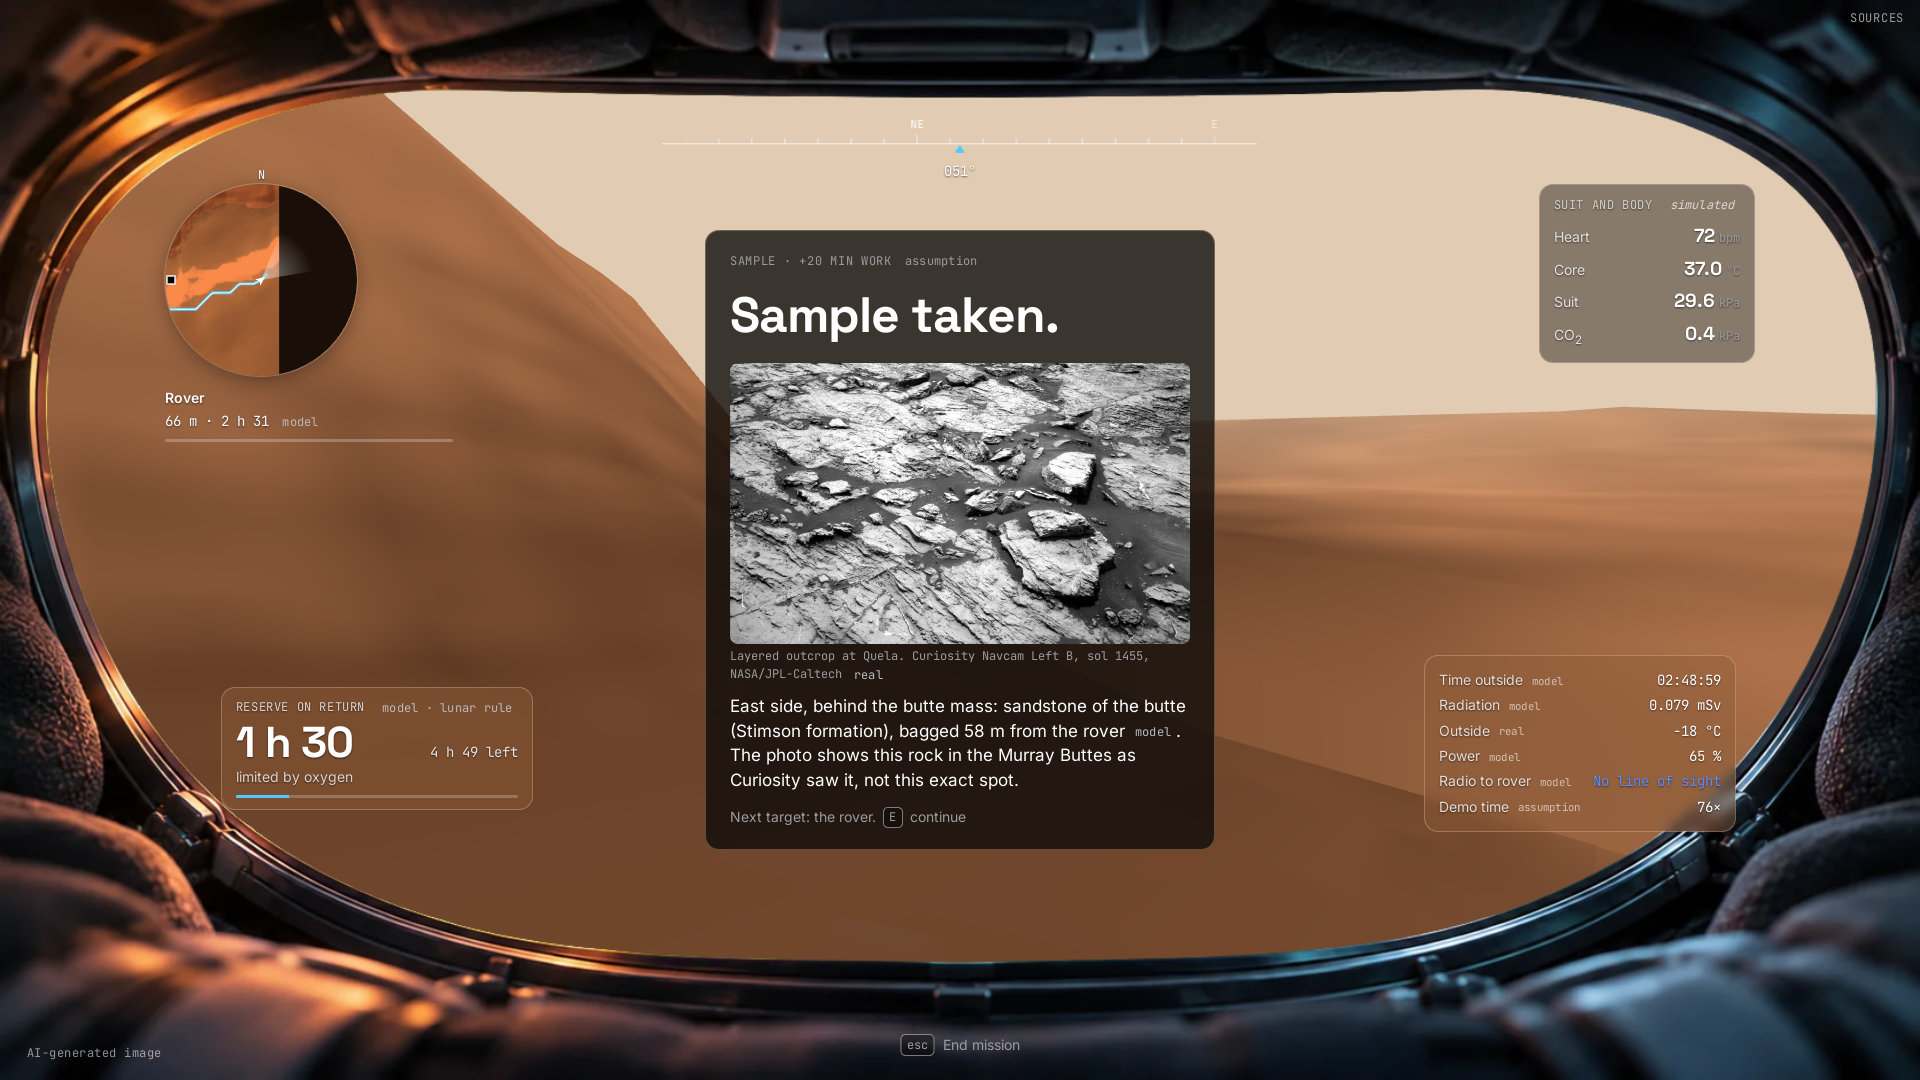 SOURCES
NE E
051°
N
Rover
66 m · 2 h 31 model
SUIT AND BODY simulated
Heart 72 bpm
Core 37.0 °C
Suit 29.6 kPa
CO2 0.4 kPa
SAMPLE · +20 MIN WORK assumption
Sample taken.
Layered outcrop at Quela. Curiosity Navcam Left B, sol 1455,
NASA/JPL-Caltech real
East side, behind the butte mass: sandstone of the butte
(Stimson formation), bagged 58 m from the rover model .
The photo shows this rock in the Murray Buttes as
Curiosity saw it, not this exact spot.
Next target: the rover. E continue
RESERVE ON RETURN model · lunar rule
1 h 30 4 h 49 left
limited by oxygen
Time outside model 02:48:59
Radiation model 0.079 mSv
Outside real -18 °C
Power model 65 %
Radio to rover model No line of sight
Demo time assumption 76×
esc End mission
AI-generated image